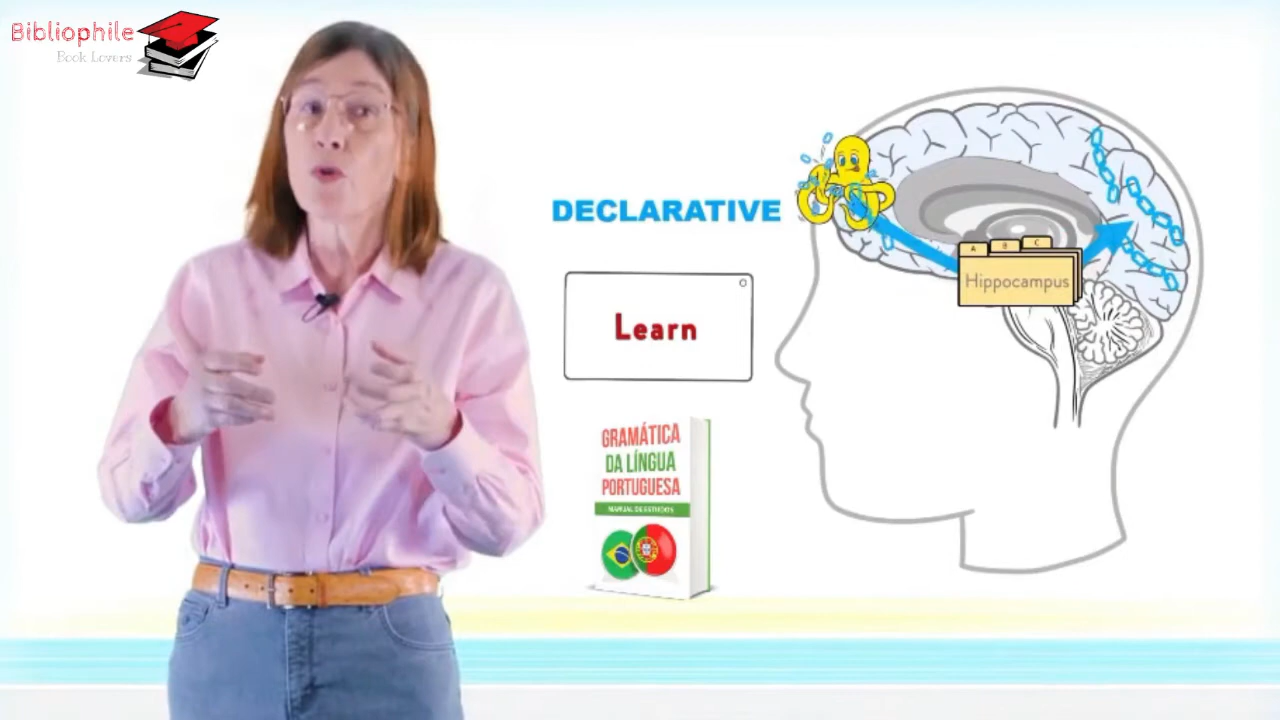 Bibliophile
Book Lovers
DECLARATIVE
A B C
Hippocampus
Learn
GRAMÁTICA
DA LÍNGUA
PORTUGUESA
MANUAL DE ESTUDOS